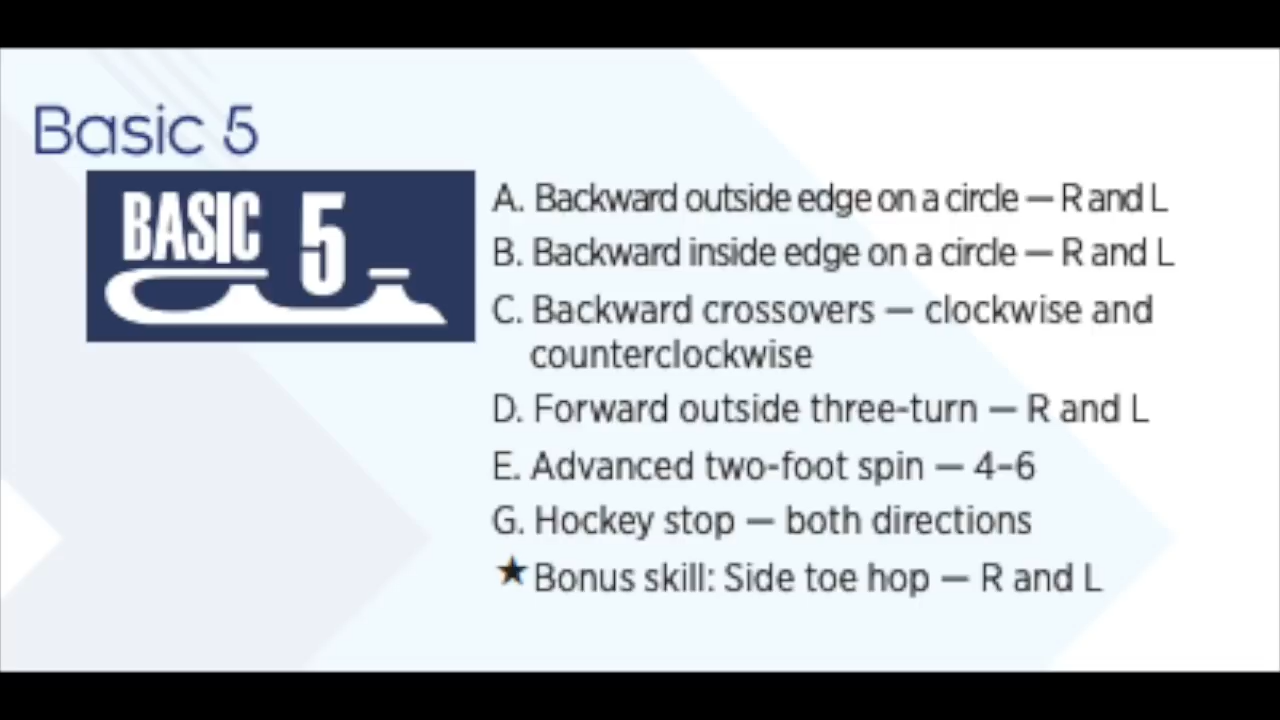 Basic 5
BASIC 5
A. Backward outside edge on a circle — R and L
B. Backward inside edge on a circle — R and L
C. Backward crossovers — clockwise and
counterclockwise
D. Forward outside three-turn — R and L
E. Advanced two-foot spin — 4–6
G. Hockey stop — both directions
★ Bonus skill: Side toe hop — R and L